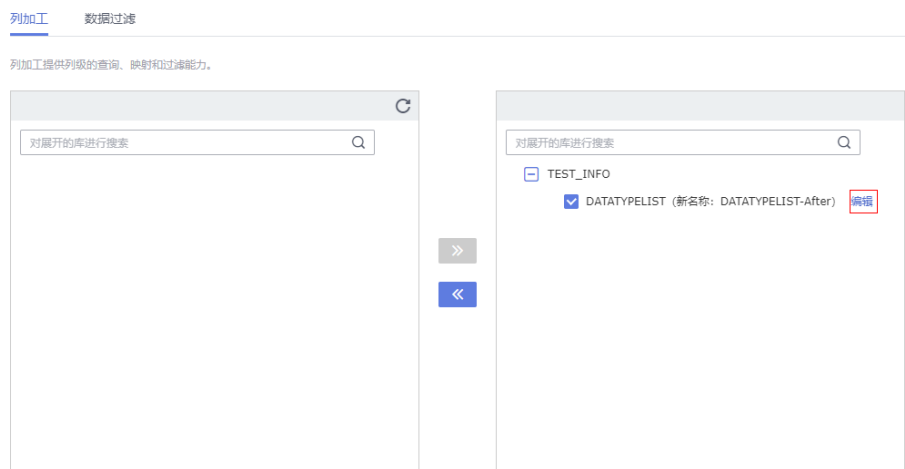 列加工 数据过滤
列加工提供列级的查询、映射和过滤能力。
对展开的库进行搜索
对展开的库进行搜索
TEST_INFO
DATATYPELIST (新名称: DATATYPELIST-After) 编辑